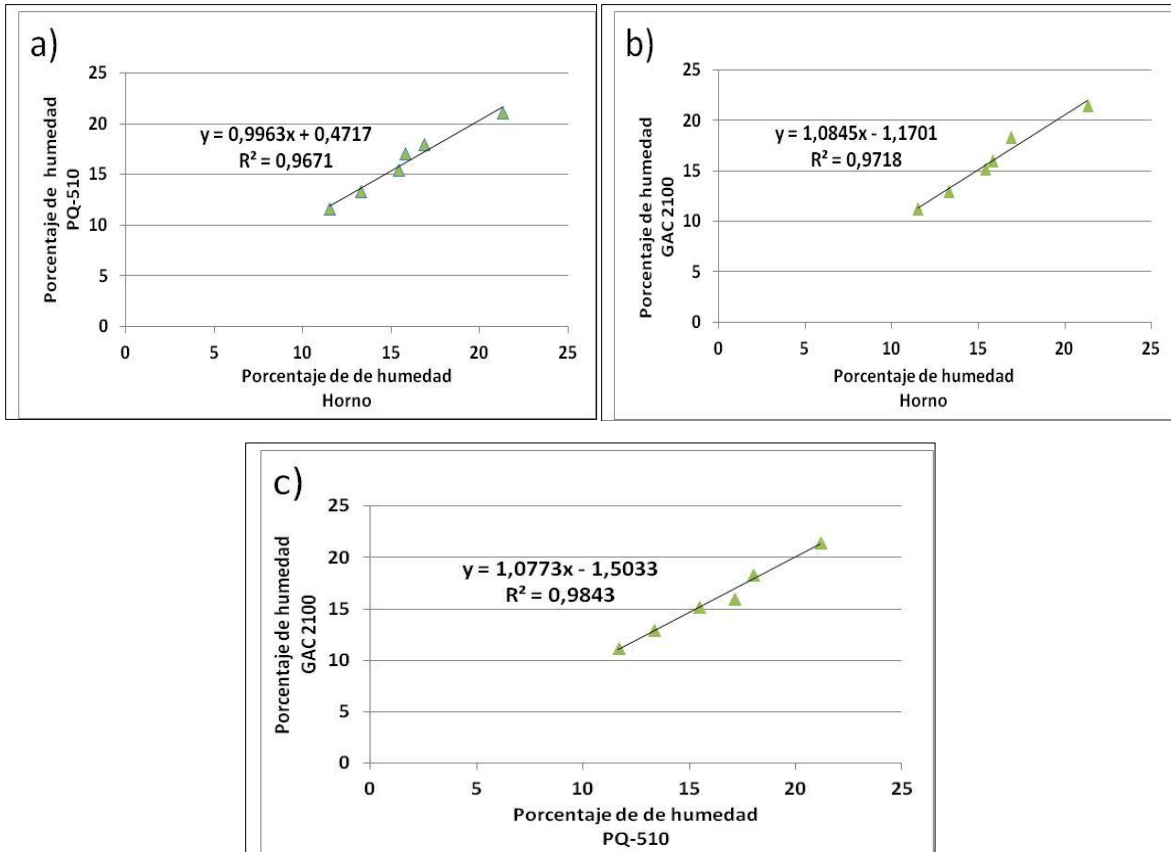 a)
25
20
15
10
5
0
Porcentaje de humedad
PQ-510
y = 0,9963x + 0,4717
R² = 0,9671
0 5 10 15 20 25
Porcentaje de de humedad
Horno
b)
25
20
15
10
5
0
Porcentaje de humedad
GAC 2100
y = 1,0845x - 1,1701
R² = 0,9718
0 5 10 15 20 25
Porcentaje de humedad
Horno
c)
25
20
15
10
5
0
Porcentaje de humedad
GAC 2100
y = 1,0773x - 1,5033
R² = 0,9843
0 5 10 15 20 25
Porcentaje de de humedad
PQ-510